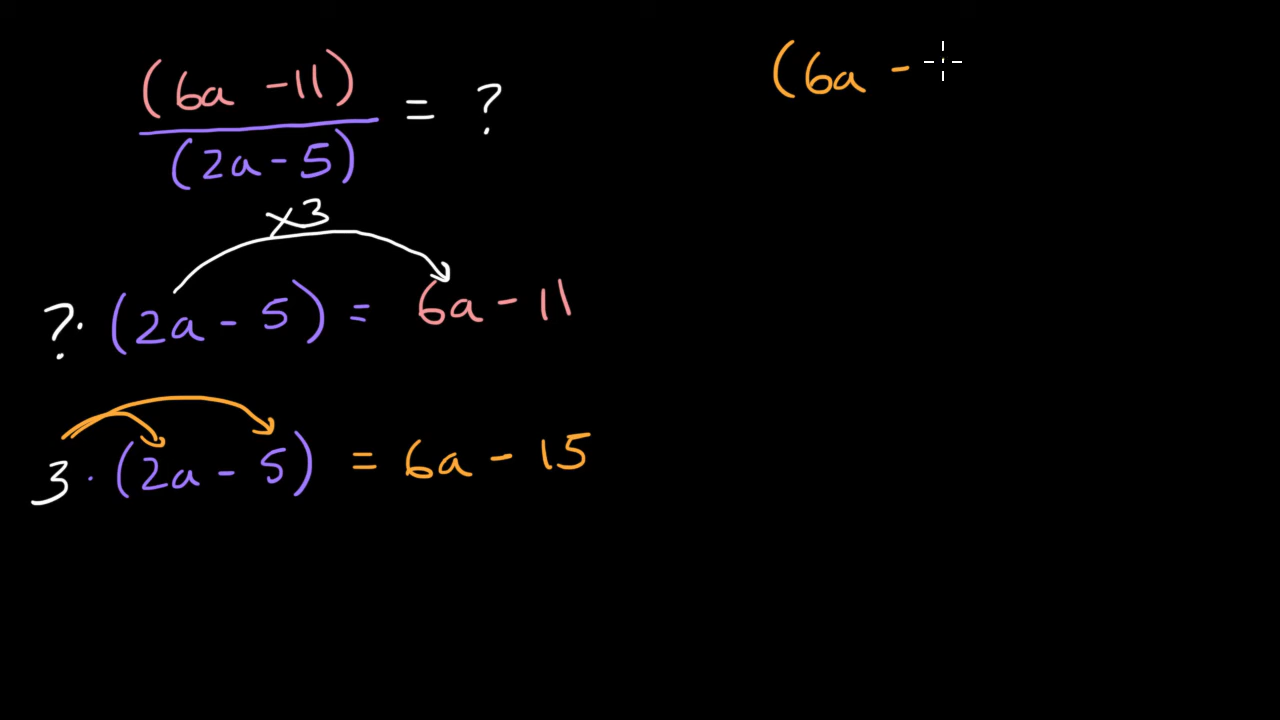 (6a - 11)
(2a - 5)
= ?
(6a -
×3
? · (2a - 5) = 6a - 11
3 · (2a - 5) = 6a - 15